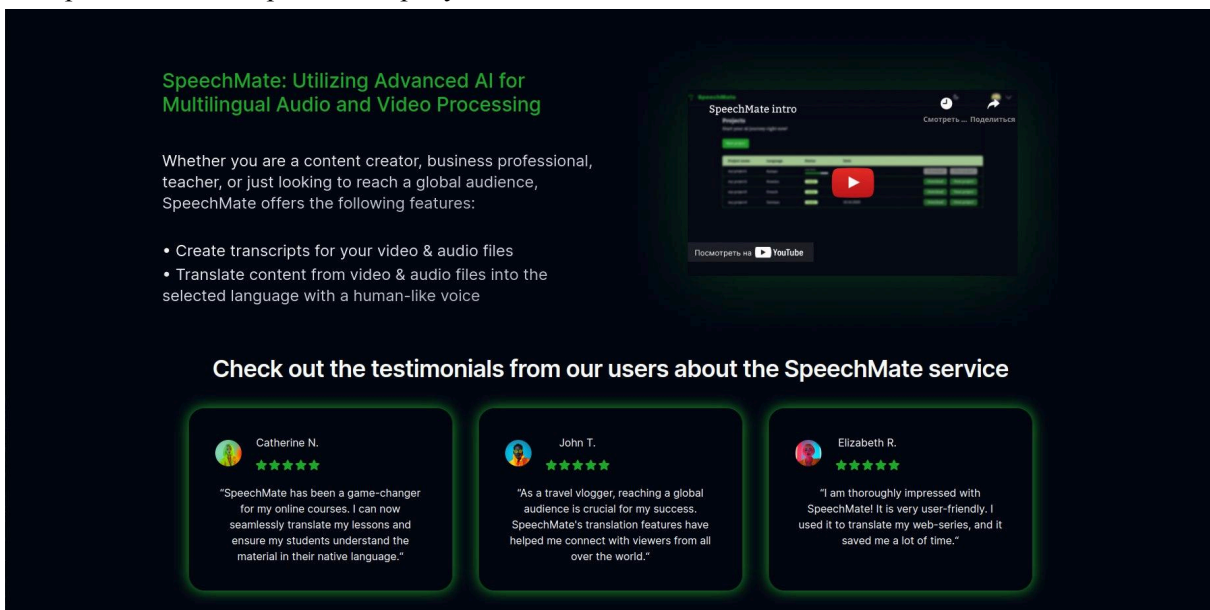 SpeechMate: Utilizing Advanced AI for
Multilingual Audio and Video Processing
Whether you are a content creator, business professional,
teacher, or just looking to reach a global audience,
SpeechMate offers the following features:
• Create transcripts for your video & audio files
• Translate content from video & audio files into the
selected language with a human-like voice
SpeechMate
SpeechMate intro
Смотреть ... Поделиться
Projects
Посмотреть на YouTube
Check out the testimonials from our users about the SpeechMate service
Catherine N.
“SpeechMate has been a game-changer
for my online courses. I can now
seamlessly translate my lessons and
ensure my students understand the
material in their native language.“
John T.
“As a travel vlogger, reaching a global
audience is crucial for my success.
SpeechMate's translation features have
helped me connect with viewers from all
over the world.“
Elizabeth R.
“I am thoroughly impressed with
SpeechMate! It is very user-friendly. I
used it to translate my web-series, and it
saved me a lot of time.“